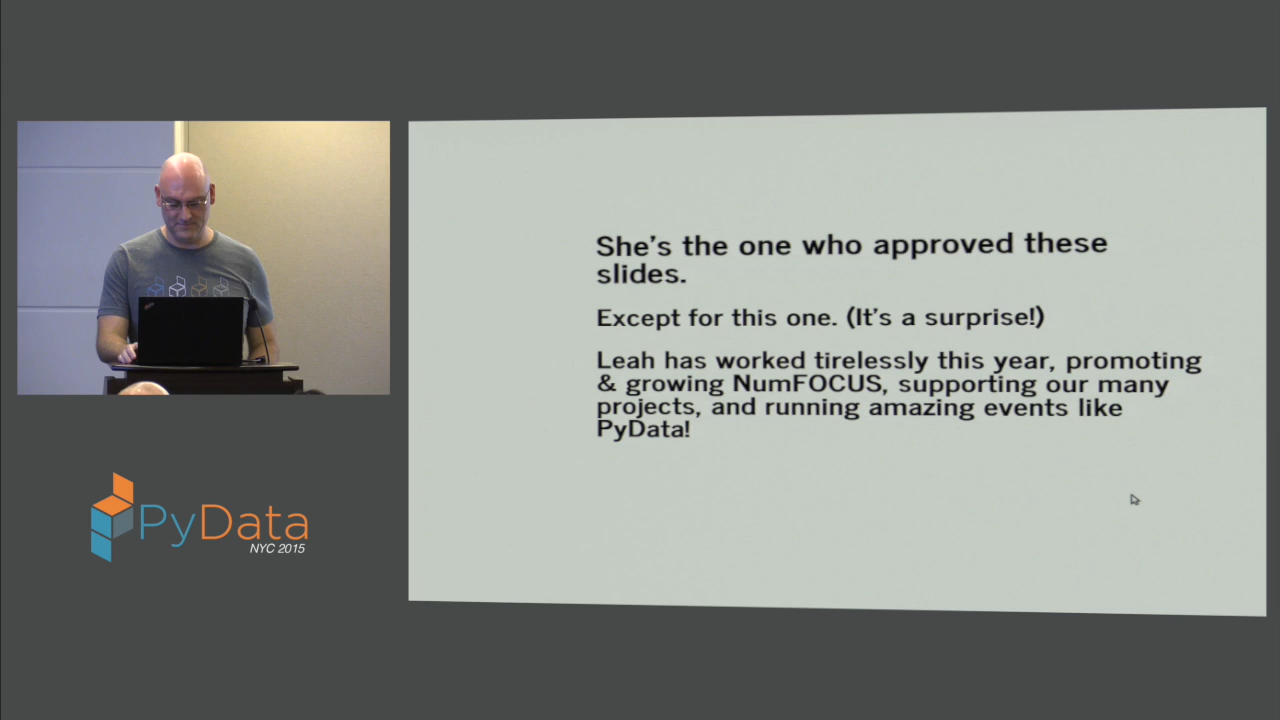 She's the one who approved these
slides.
Except for this one. (It's a surprise!)
Leah has worked tirelessly this year, promoting
& growing NumFOCUS, supporting our many
projects, and running amazing events like
PyData!
PyData
NYC 2015